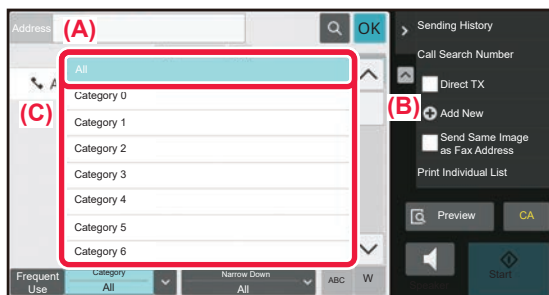 Address
(A)
OK
Sending History
Call Search Number
All
A
Direct TX
(C)
Category 0
(B)
Add New
Category 1
Category 2
Send Same Image
as Fax Address
Category 3
Print Individual List
Category 4
Category 5
Preview
CA
Category 6
Frequent
Use
Category
All
Narrow Down
All
ABC
W
Speaker
Start